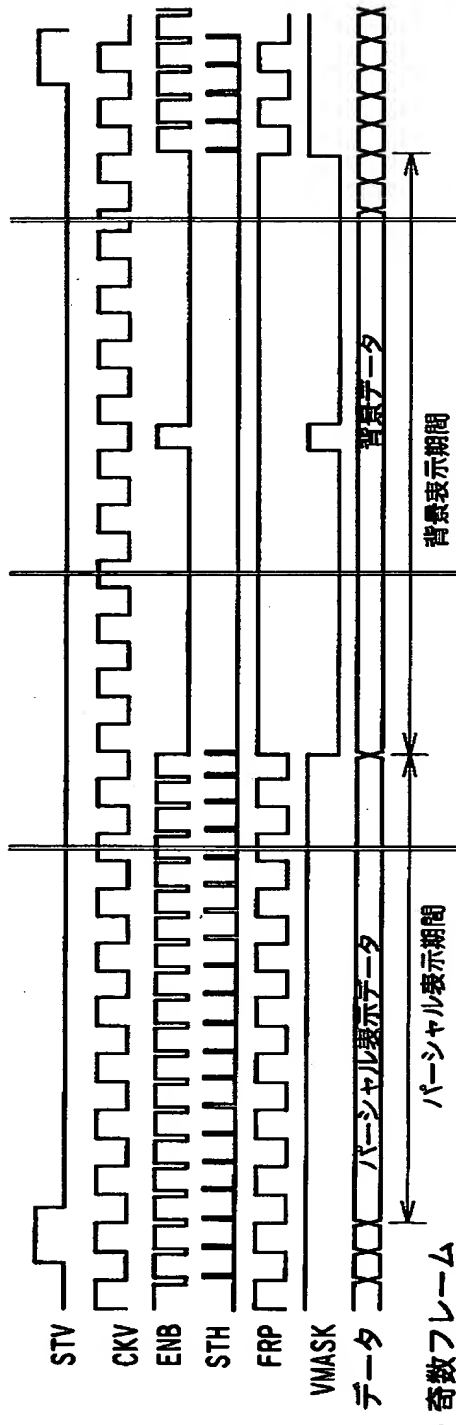 STV
CKV
ENB
STH
FRP
VMASK
データ
パーシャル表示データ
背景データ
パーシャル表示期間
背景表示期間
奇数フレーム